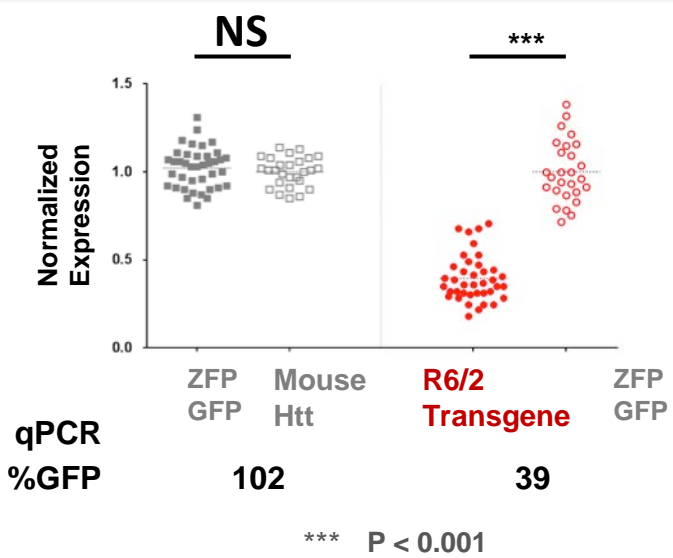 NS
***
1.5
1.0
0.5
0.0
Normalized
Expression
ZFP
GFP
Mouse
Htt
R6/2
Transgene
ZFP
GFP
qPCR
%GFP
102
39
*** P < 0.001